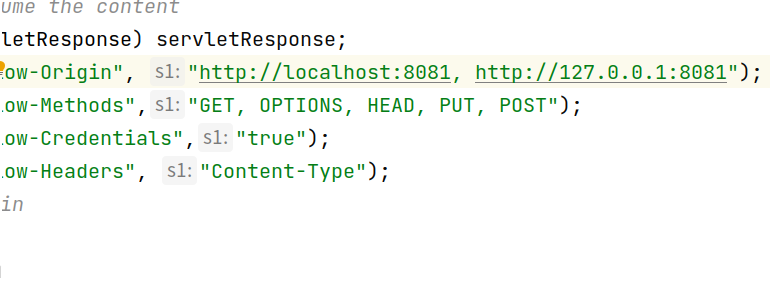 ume the content
letResponse) servletResponse;
ow-Origin", s1: "http://localhost:8081, http://127.0.0.1:8081");
ow-Methods", s1: "GET, OPTIONS, HEAD, PUT, POST");
ow-Credentials", s1: "true");
ow-Headers", s1: "Content-Type");
in